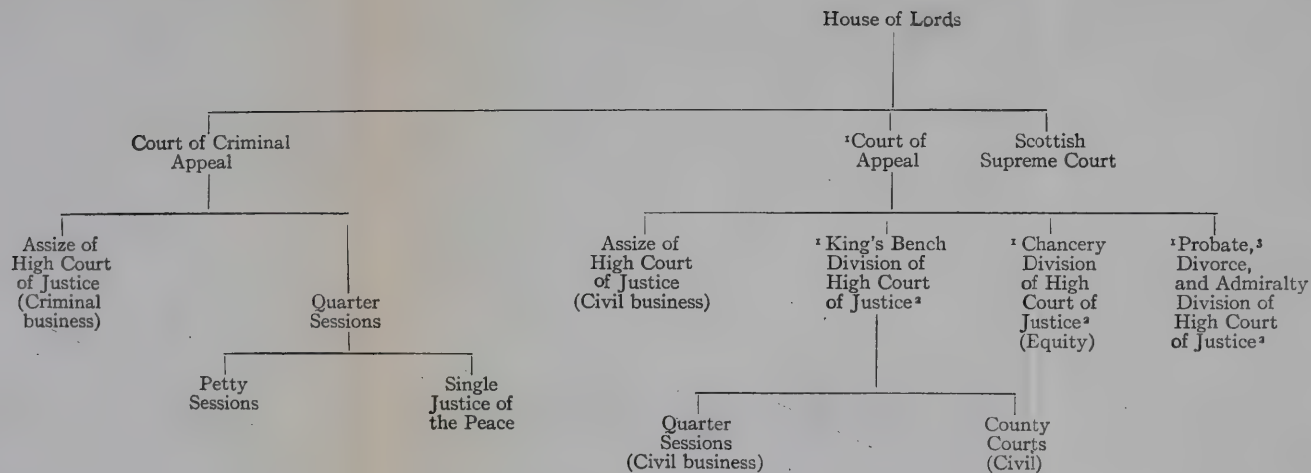 House of Lords
Court of Criminal
Appeal
¹Court of
Appeal
Scottish
Supreme Court
Assize of
High Court
of Justice
(Criminal
business)
Quarter
Sessions
Petty
Sessions
Single
Justice of
the Peace
Assize of
High Court
of Justice
(Civil business)
¹ King's Bench
Division of
High Court
of Justice²
¹ Chancery
Division
of High
Court of
Justice²
(Equity)
¹Probate,³
Divorce,
and Admiralty
Division of
High Court
of Justice²
Quarter
Sessions
(Civil business)
County
Courts
(Civil)